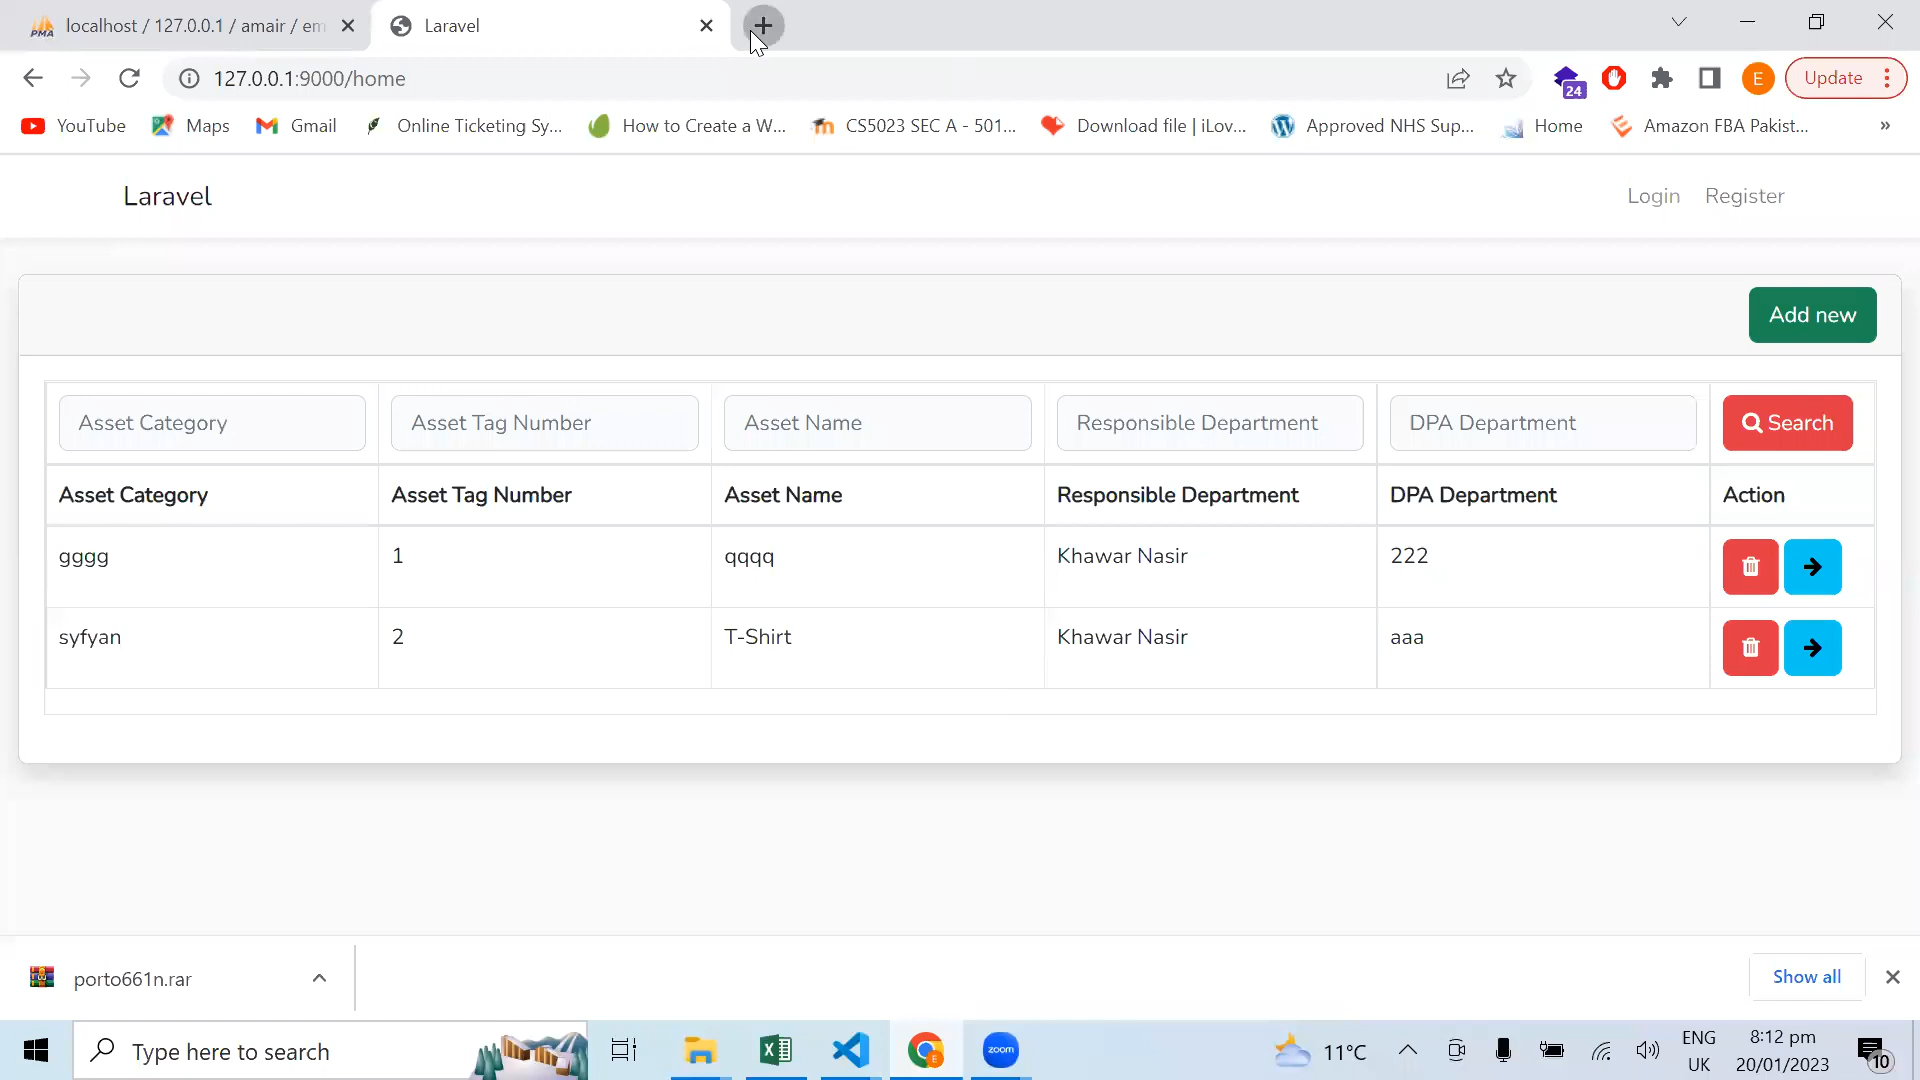 localhost / 127.0.0.1 / amair / em
Laravel
127.0.0.1:9000/home
24
E
Update
YouTube
Maps
Gmail
Online Ticketing Sy...
How to Create a W...
CS5023 SEC A - 501...
Download file | iLov...
Approved NHS Sup...
Home
Amazon FBA Pakist...
»
Laravel
Login
Register
Add new
Asset Category
Asset Tag Number
Asset Name
Responsible Department
DPA Department
Search
Asset Category
Asset Tag Number
Asset Name
Responsible Department
DPA Department
Action
gggg
1
qqqq
Khawar Nasir
222
syfyan
2
T-Shirt
Khawar Nasir
aaa
porto661n.rar
Show all
Type here to search
zoom
11°C
ENG
UK
8:12 pm
20/01/2023
10